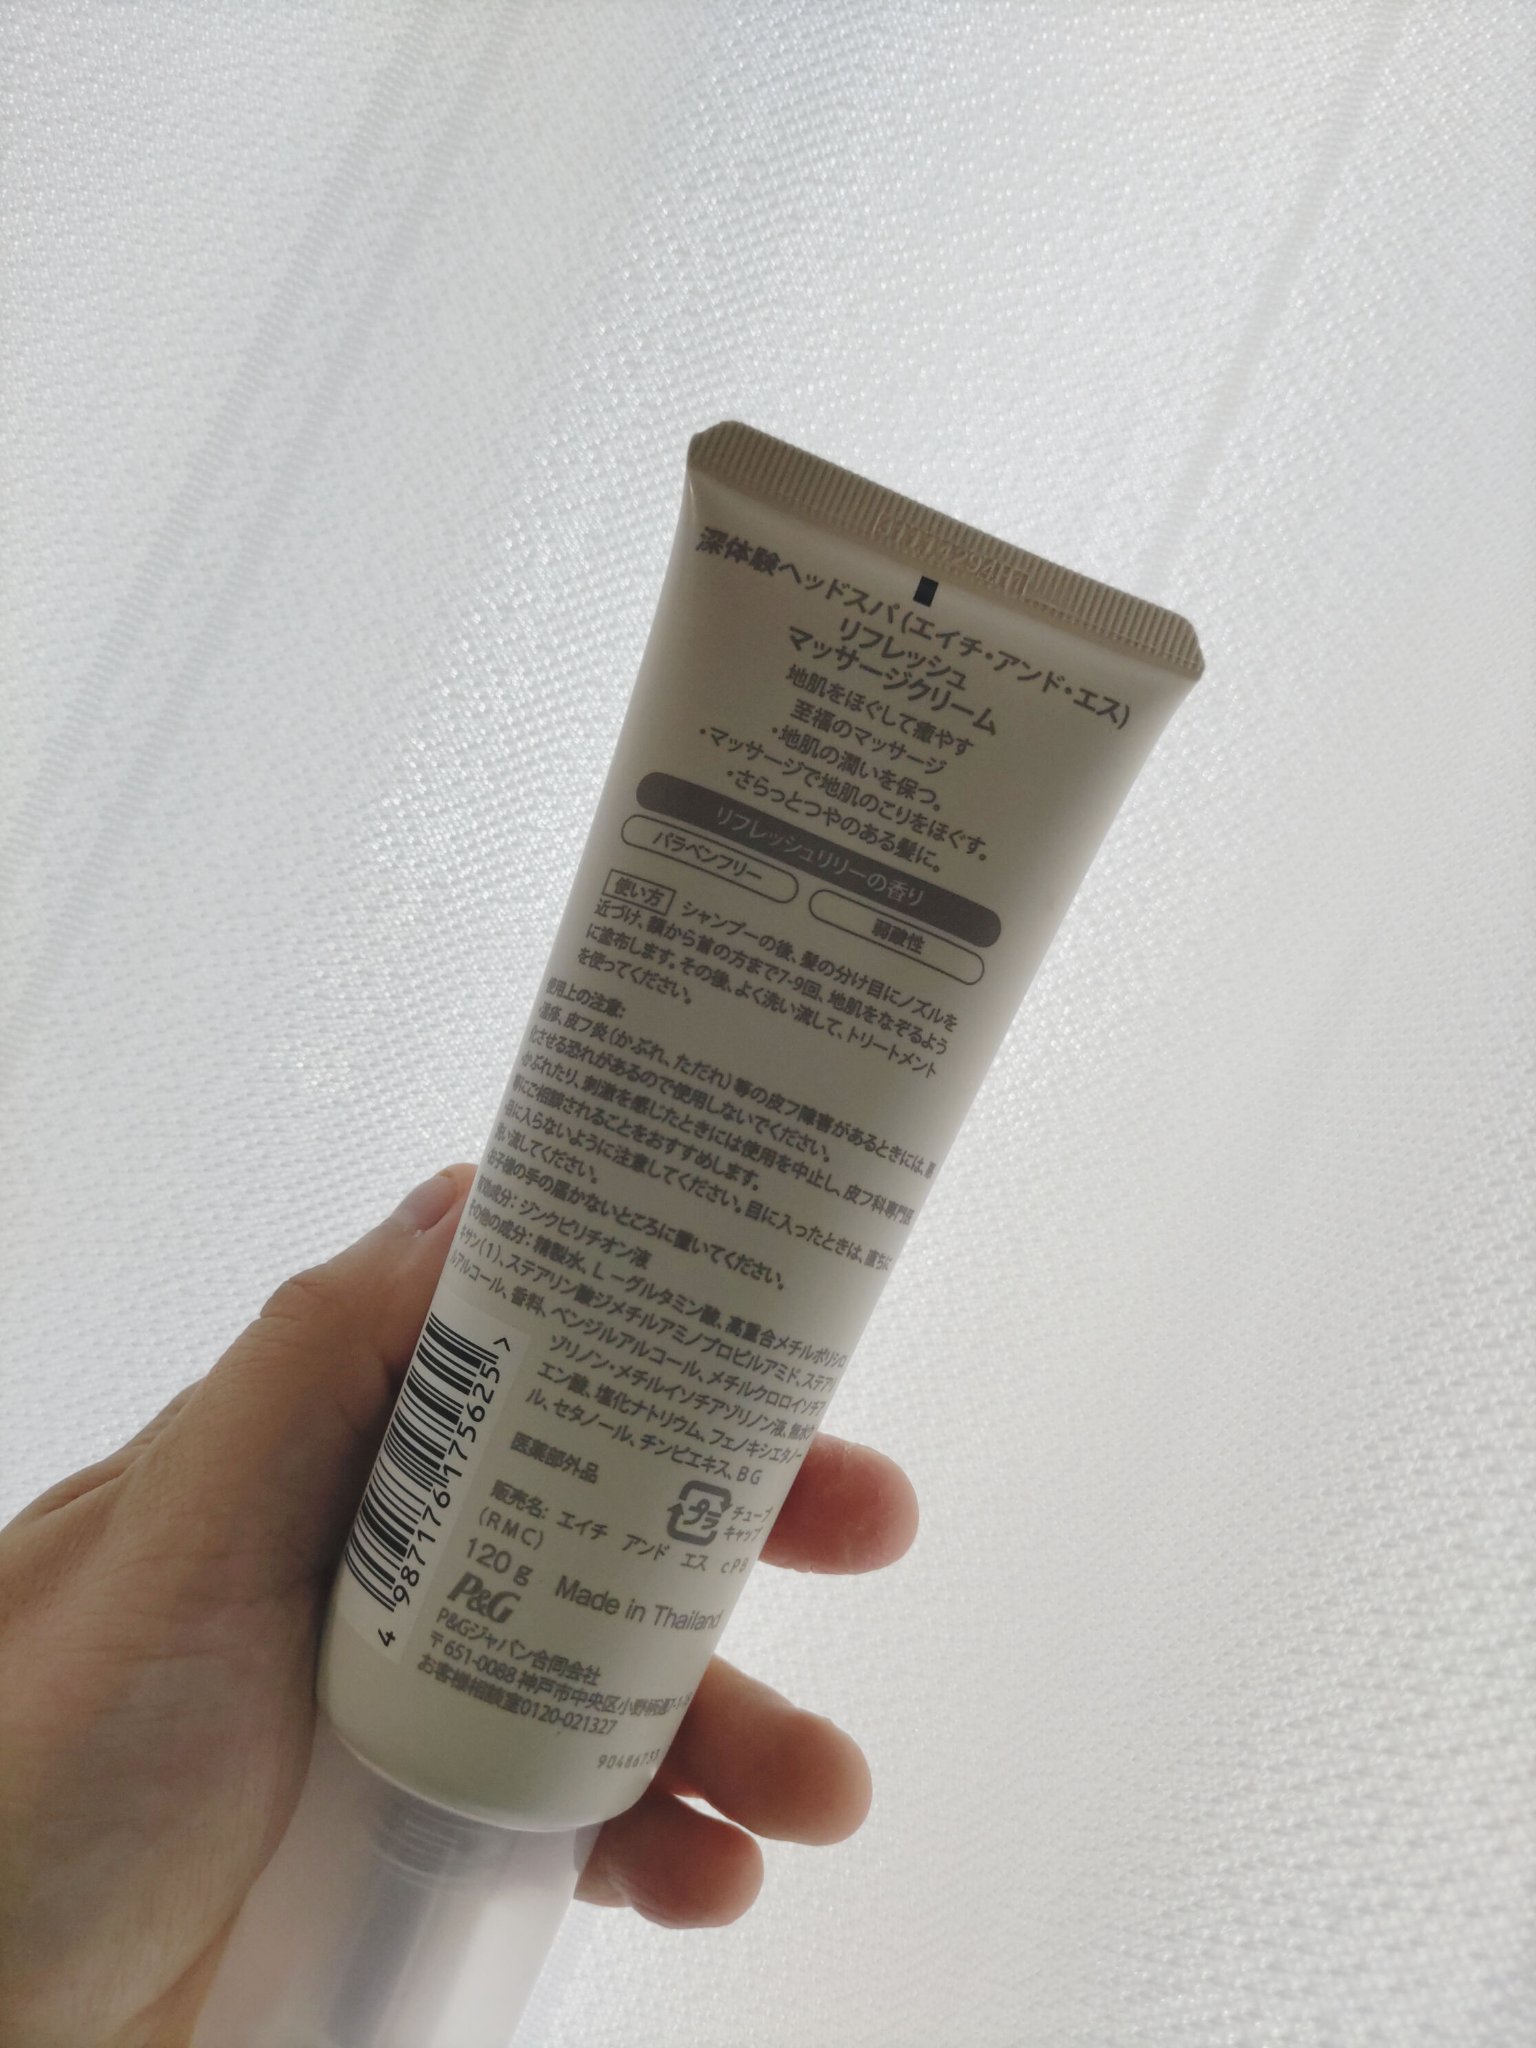 深体験ヘッドスパ(エイチ・アンド・エス)
リフレッシュ
マッサージクリーム
地肌をほぐして癒やす
至福のマッサージ
・地肌の潤いを保つ。
・マッサージで地肌のこりをほぐす。
・さらっとつやのある髪に。
リフレッシュリリーの香り
パラベンフリー
弱酸性
使い方 シャンプーの後、髪の分け目にノズルを
近づけ、額から首の方まで7-9回、地肌をなぞるよう
に塗布します。その後、よく洗い流して、トリートメント
を使ってください。
使用上の注意:
・湿疹、皮フ炎(かぶれ、ただれ)等の皮フ障害があるときには、悪
化させる恐れがあるので使用しないでください。
・かぶれたり、刺激を感じたときには使用を中止し、皮フ科専門医
等にご相談されることをおすすめします。
・目に入らないように注意してください。目に入ったときは、直ちに
洗い流してください。
お子様の手の届かないところに置いてください。
有効成分:ジンクピリチオン液
その他の成分:精製水、L-グルタミン酸、高重合メチルポリシロ
キサン(1)、ステアリン酸ジメチルアミノプロピルアミド、ステアリ
ルアルコール、香料、ベンジルアルコール、メチルクロロイソチア
ゾリノン・メチルイソチアゾリノン液、無水ク
エン酸、塩化ナトリウム、フェノキシエタノー
ル、セタノール、チンピエキス、BG
医薬部外品
プラ
チューブ
キャップ
販売名: エイチ アンド エス cPB
(RMC)
120g Made in Thailand
P&G
P&Gジャパン合同会社
〒651-0088 神戸市中央区小野柄通7-1-
お客様相談室0120-021327
4 987176 175625 >